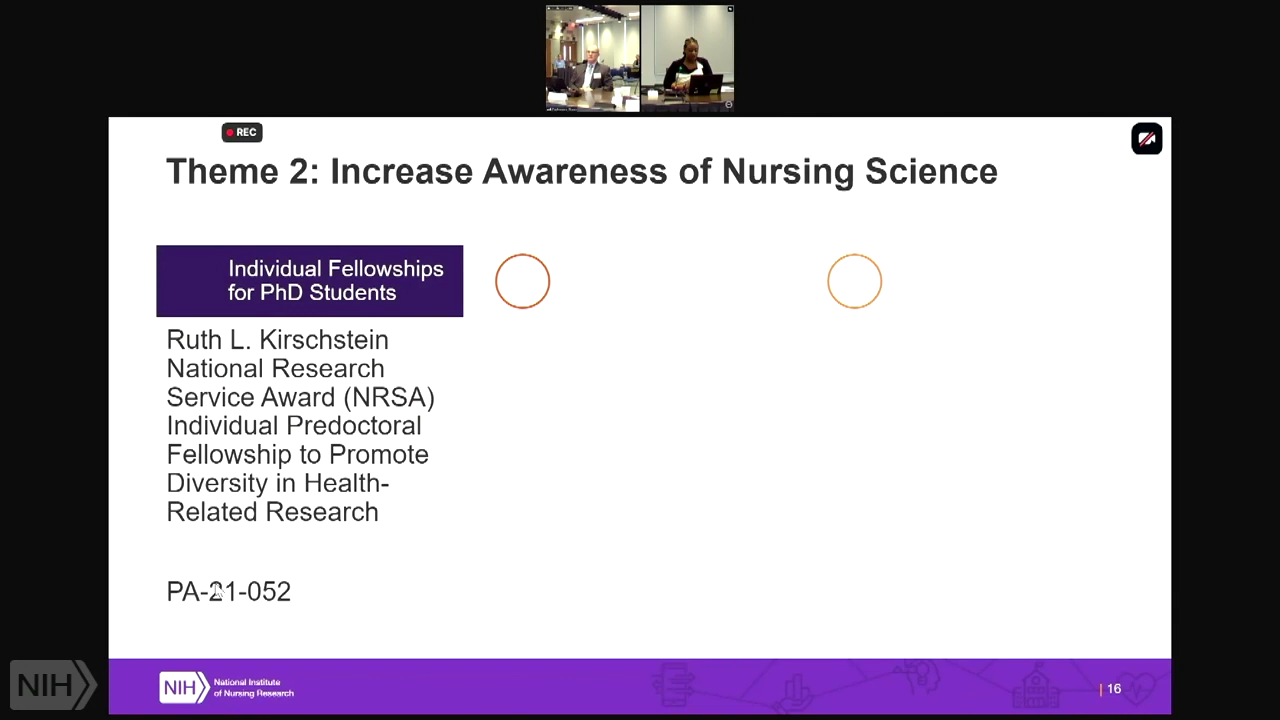 REC
Theme 2: Increase Awareness of Nursing Science
Individual Fellowships
for PhD Students
Ruth L. Kirschstein
National Research
Service Award (NRSA)
Individual Predoctoral
Fellowship to Promote
Diversity in Health-
Related Research
PA-21-052
NIH
NIH
National Institute
of Nursing Research
| 16